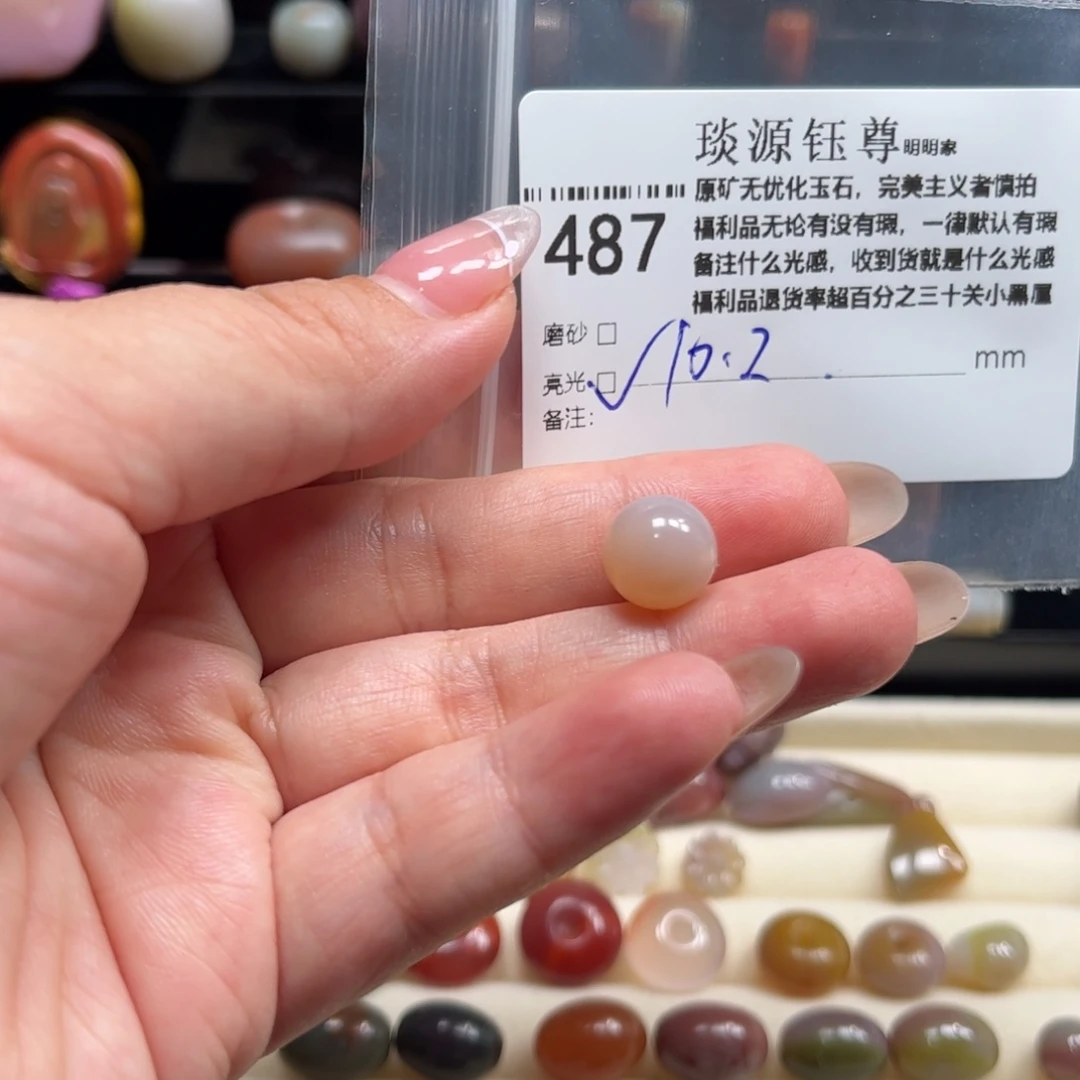 琰源钰尊明明家
原矿无优化玉石，完美主义者慎拍
487
福利品无论有没有瑕，一律默认有瑕
备注什么光感，收到货就是什么光感
福利品退货率超百分之三十关小黑屋
磨砂 □
亮光 □ ✓ 10.2 mm
备注：